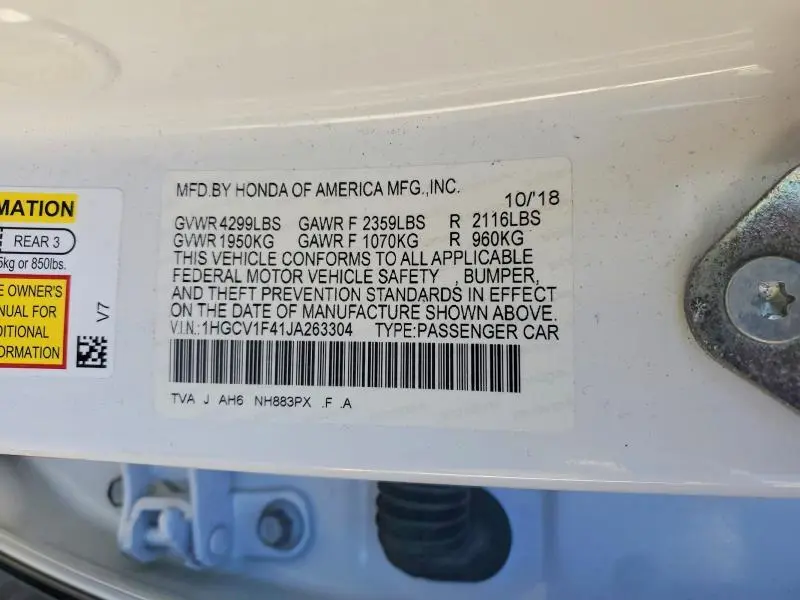 MATION
REAR 3
5kg or 850lbs.
E OWNER'S
NUAL FOR
DITIONAL
FORMATION
V7
MFD.BY HONDA OF AMERICA MFG.,INC.
10/'18
GVWR 4299LBS GAWR F 2359LBS R 2116LBS
GVWR 1950KG GAWR F 1070KG R 960KG
THIS VEHICLE CONFORMS TO ALL APPLICABLE
FEDERAL MOTOR VEHICLE SAFETY , BUMPER,
AND THEFT PREVENTION STANDARDS IN EFFECT
ON THE DATE OF MANUFACTURE SHOWN ABOVE.
V.I.N.:1HGCV1F41JA263304 TYPE:PASSENGER CAR
TVA J AH6 NH883PX .F .A